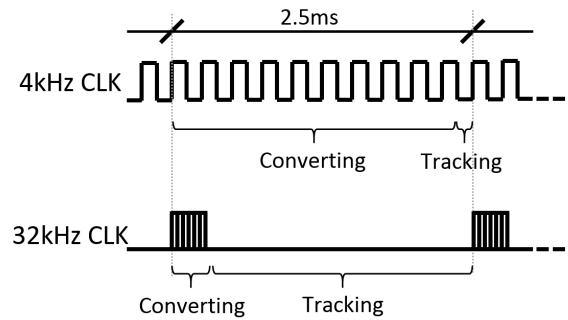 2.5ms
4kHz CLK
Converting
Tracking
32kHz CLK
Converting
Tracking